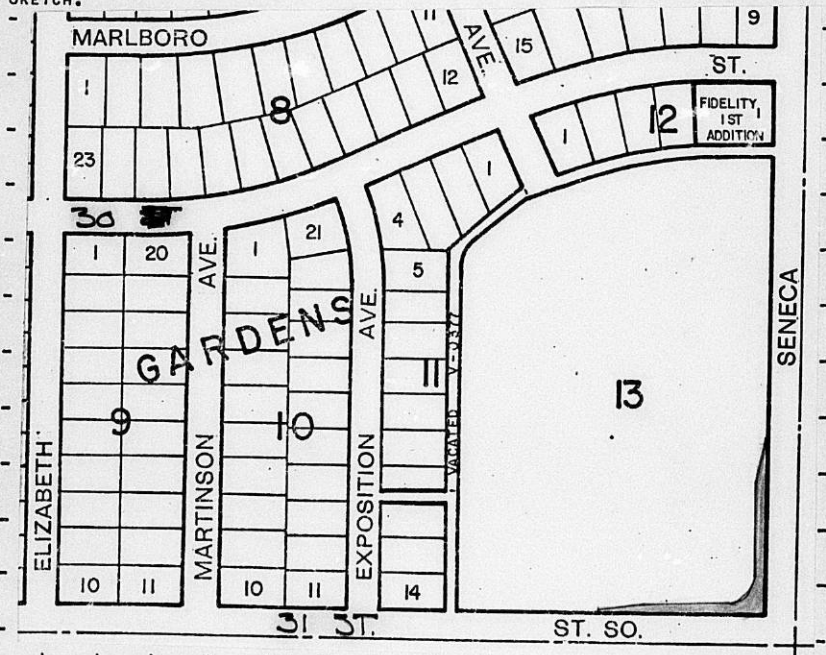 SKETCH.
MARLBORO
AVE.
ST.
11
15
9
1
8
12
23
1
12
FIDELITY 1
1ST
ADDITION
30 ST
1
20
AVE.
1
21
4
1
5
GARDENS
AVE.
VACATED V-0377
SENECA
9
10
11
13
ELIZABETH
MARTINSON
EXPOSITION
10
11
10
11
14
31 ST.
ST. SO.